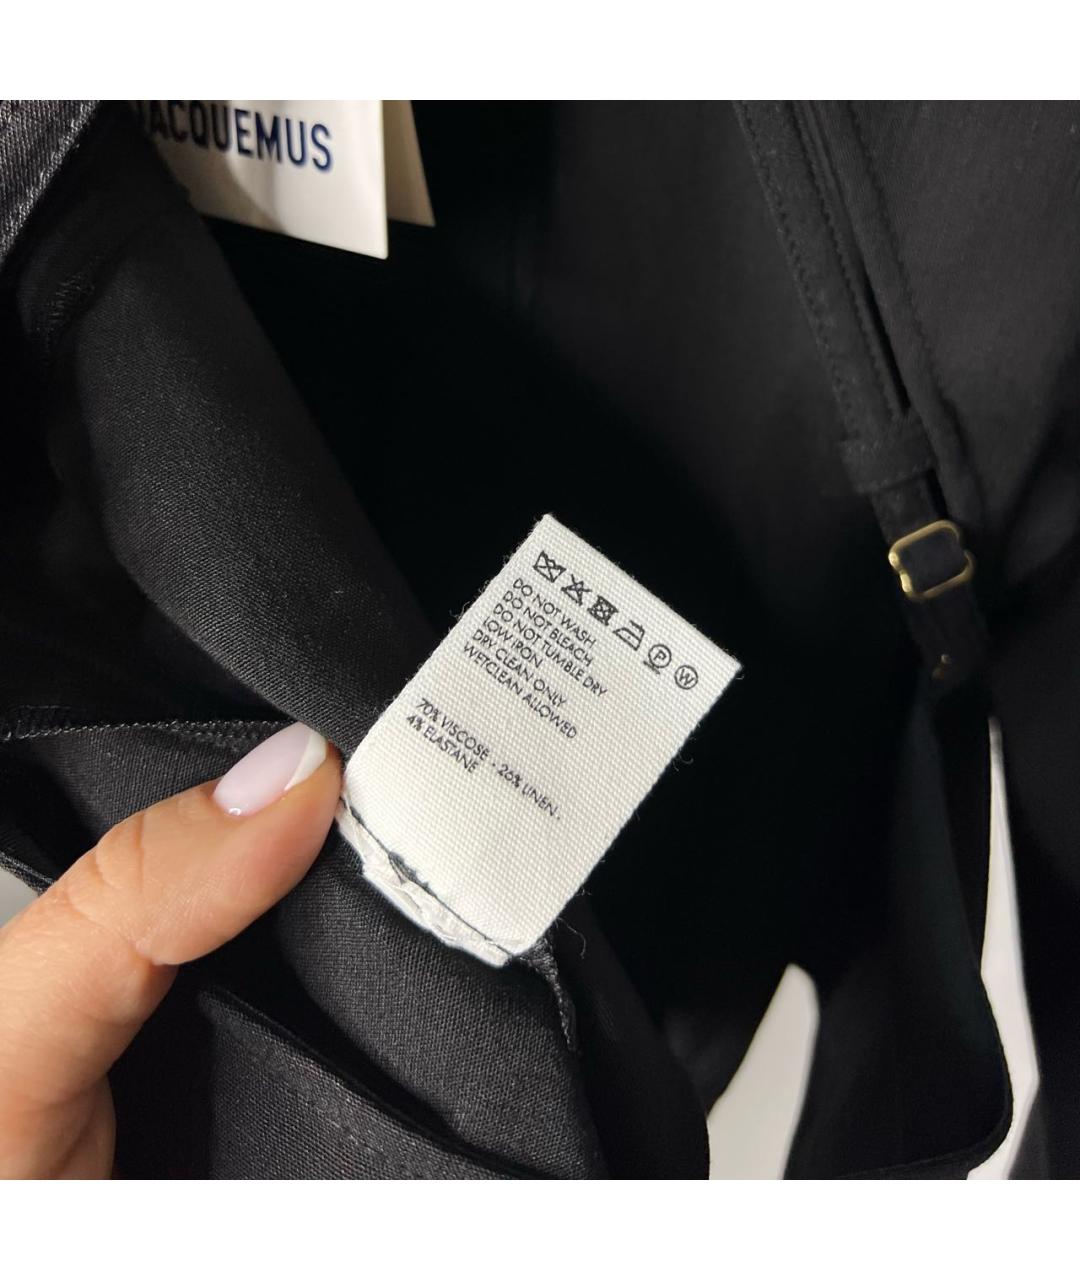 JACQUEMUS
P W
DO NOT WASH
DO NOT BLEACH
DO NOT TUMBLE DRY
LOW IRON
DRY CLEAN ONLY
WETCLEAN ALLOWED
70% VISCOSE - 26% LINEN -
4% ELASTANE